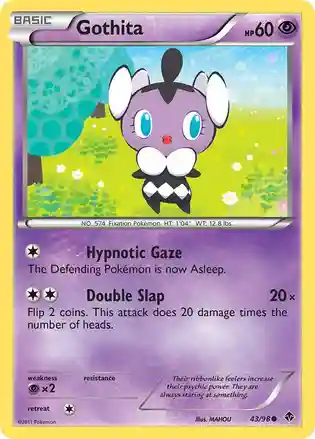 BASIC
Gothita
HP60
NO. 574 Fixation Pokémon. HT: 1'04" WT: 12.8 lbs
Hypnotic Gaze
The Defending Pokémon is now Asleep.
Double Slap 20×
Flip 2 coins. This attack does 20 damage times the
number of heads.
weakness
×2
resistance
retreat
Their ribbonlike feelers increase
their psychic power. They are
always staring at something.
Illus. MAHOU
43/98
©2011 Pokémon